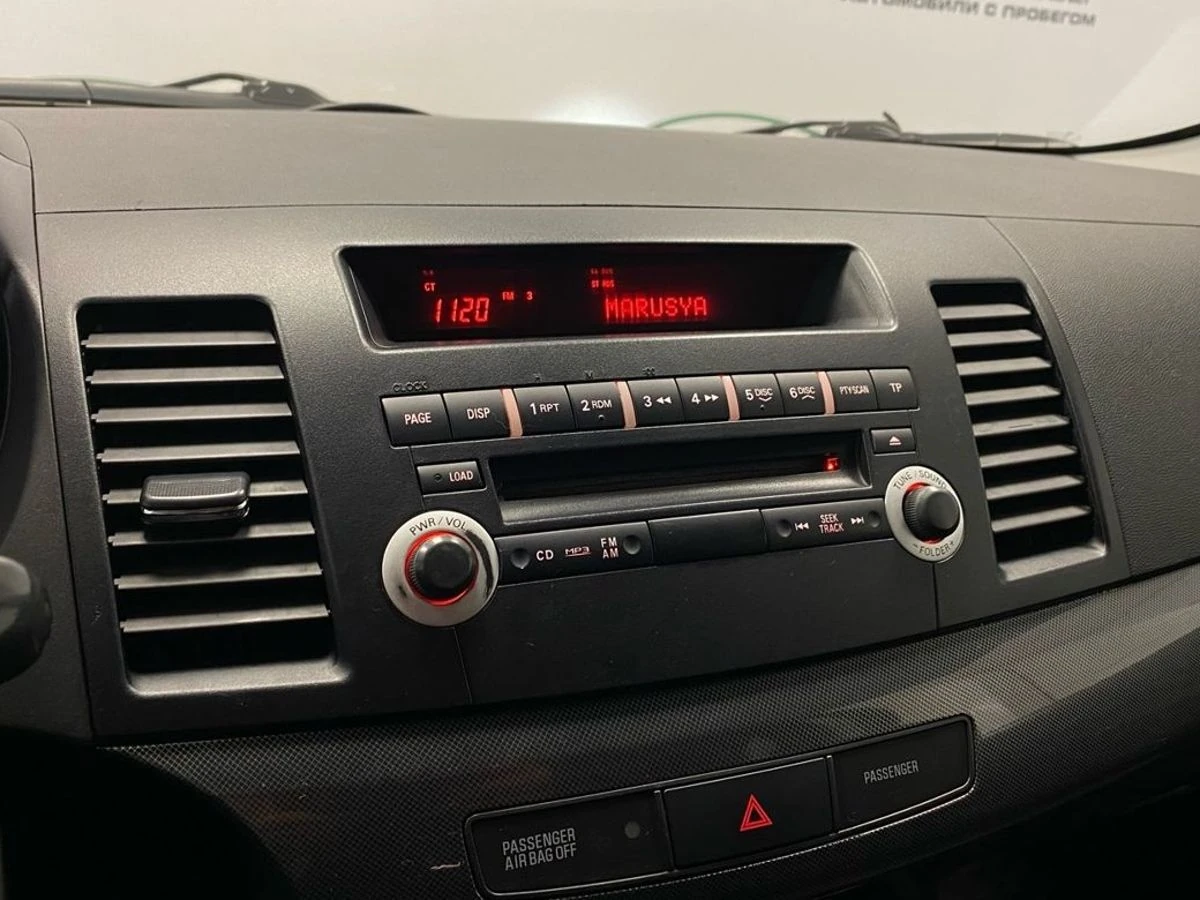 АВТОМОБИЛИ С ПРОБЕГОМ
CT
1120 FM 3
MARUSYA
CLOCK
PAGE DISP 1 RPT 2 RDM 3 ◀◀ 4 ▶▶ 5 DISC 6 DISC PTY/SCAN TP
LOAD
PWR/VOL
TUNE/SOUND
CD MP3 FM AM
SEEK TRACK
-FOLDER+
PASSENGER
AIR BAG OFF
PASSENGER